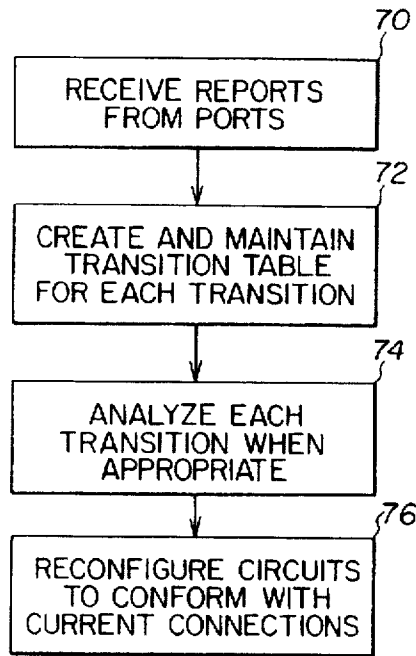 70
RECEIVE REPORTS
FROM PORTS
72
CREATE AND MAINTAIN
TRANSITION TABLE
FOR EACH TRANSITION
74
ANALYZE EACH
TRANSITION WHEN
APPROPRIATE
76
RECONFIGURE CIRCUITS
TO CONFORM WITH
CURRENT CONNECTIONS